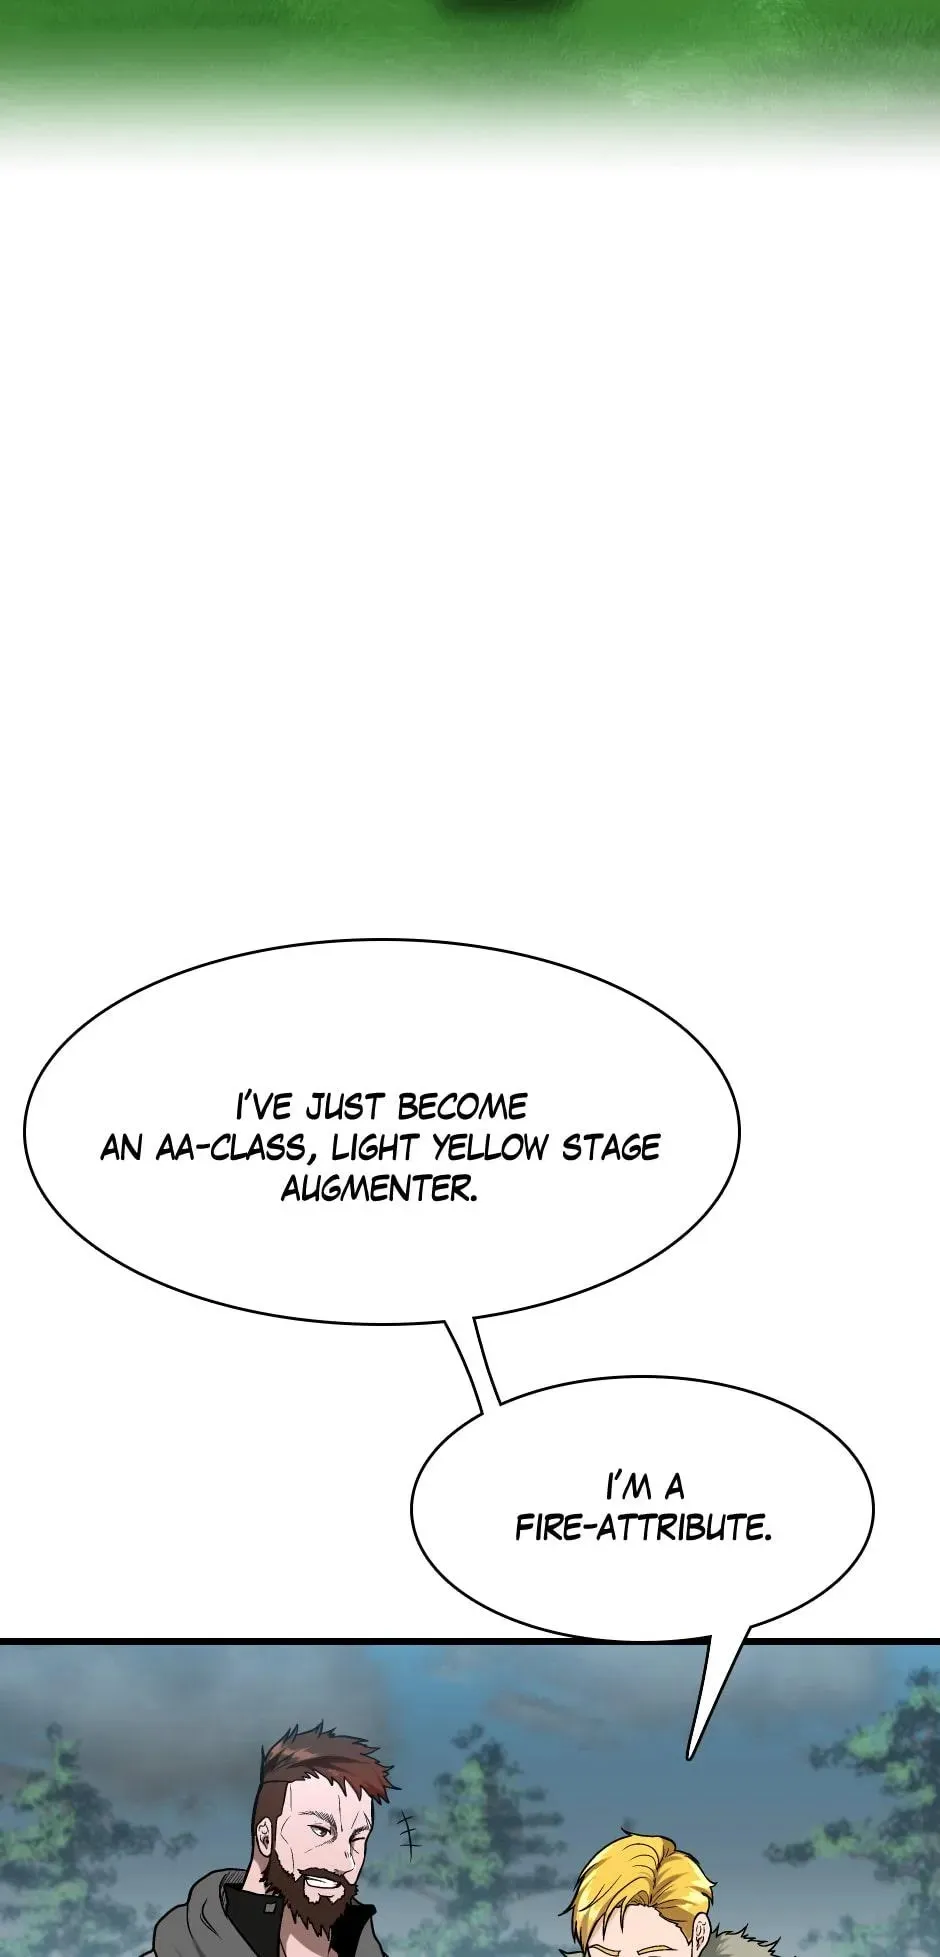 I'VE JUST BECOME
AN AA-CLASS, LIGHT YELLOW STAGE
AUGMENTER.
I'M A
FIRE-ATTRIBUTE.